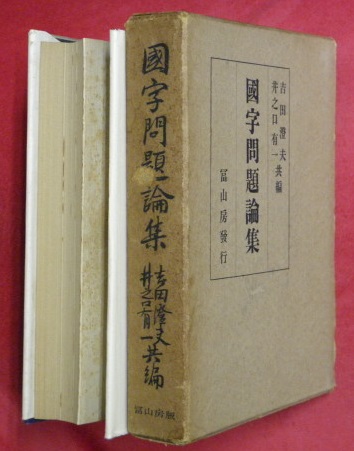 吉田澄夫
井之口有一共編
國字問題論集
冨山房發行
國字問題論集
吉田澄夫
井之口有一共編
冨山房版